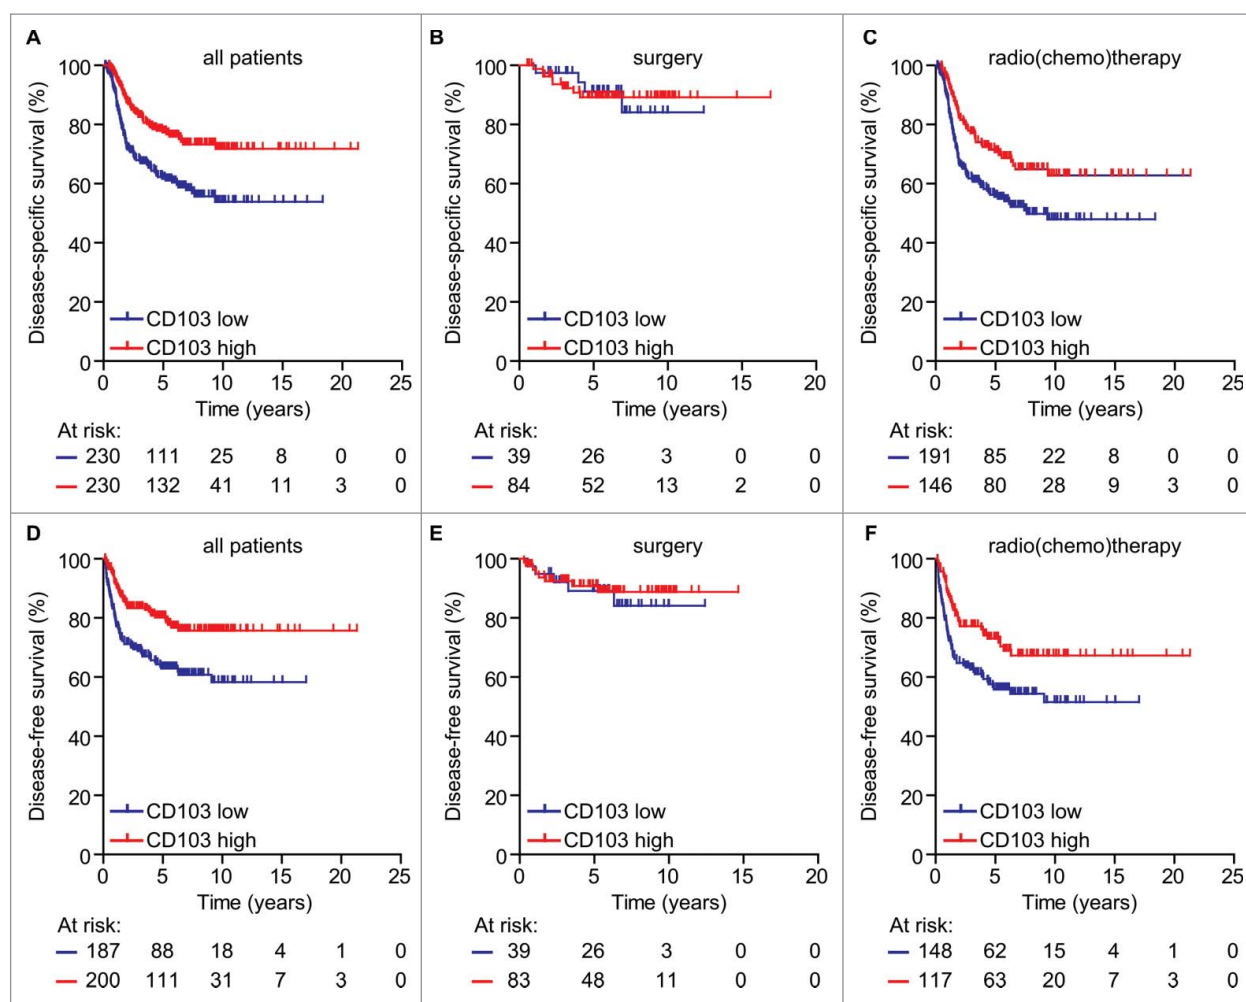 A
all patients
Disease-specific survival (%)
100
80
60
40
20
0
CD103 low
CD103 high
0 5 10 15 20 25
Time (years)
At risk:
230 111 25 8 0 0
230 132 41 11 3 0
B
surgery
Disease-specific survival (%)
100
80
60
40
20
0
CD103 low
CD103 high
0 5 10 15 20
Time (years)
At risk:
39 26 3 0 0
84 52 13 2 0
C
radio(chemo)therapy
Disease-specific survival (%)
100
80
60
40
20
0
CD103 low
CD103 high
0 5 10 15 20 25
Time (years)
At risk:
191 85 22 8 0 0
146 80 28 9 3 0
D
all patients
Disease-free survival (%)
100
80
60
40
20
0
CD103 low
CD103 high
0 5 10 15 20 25
Time (years)
At risk:
187 88 18 4 1 0
200 111 31 7 3 0
E
surgery
Disease-free survival (%)
100
80
60
40
20
0
CD103 low
CD103 high
0 5 10 15 20
Time (years)
At risk:
39 26 3 0 0
83 48 11 0 0
F
radio(chemo)therapy
Disease-free survival (%)
100
80
60
40
20
0
CD103 low
CD103 high
0 5 10 15 20 25
Time (years)
At risk:
148 62 15 4 1 0
117 63 20 7 3 0